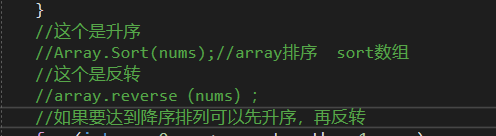 }
//这个是升序
//Array.Sort(nums);//array排序  sort数组
//这个是反转
//array.reverse（nums）;
//如果要达到降序排列可以先升序，再反转